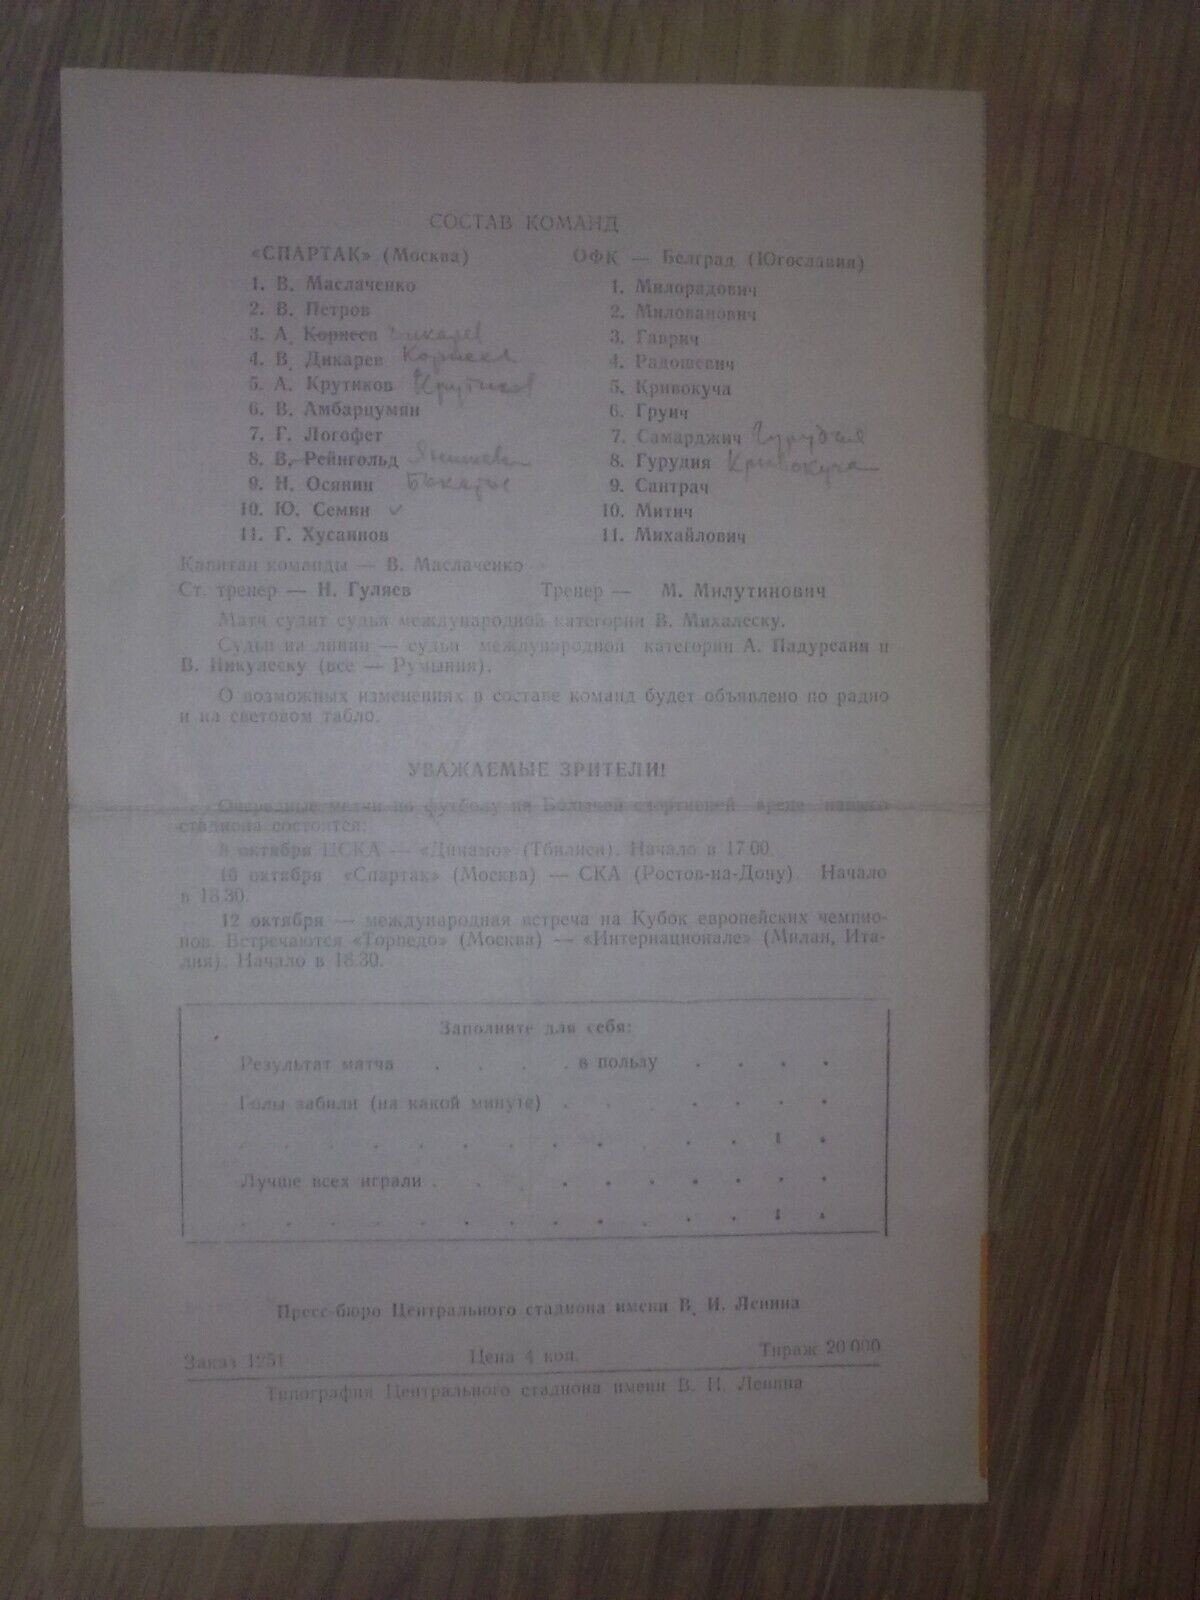 СОСТАВ КОМАНД
«СПАРТАК» (Москва) ОФК — Белград (Югославия)
1. В. Маслаченко 1. Милорадович
2. В. Петров 2. Милованович
3. А. Корнеев Дикарев 3. Гаврич
4. В. Дикарев Корнеев 4. Радошевич
5. А. Крутиков Крутиков 5. Кривокуча
6. В. Амбарцумян 6. Груич
7. Г. Логофет 7. Самарджич Гурудия
8. В. Рейнгольд Янишевский 8. Гурудия Кривокуча
9. Н. Осянин 9. Сантрач
10. Ю. Семин ✓ 10. Митич
11. Г. Хусаинов 11. Михайлович
Капитан команды — В. Маслаченко
Ст. тренер — Н. Гуляев Тренер — М. Милутинович
Матч судит судья международной категории В. Михалеску.
Судьи на линии — судьи международной категории А. Падуреаня и
В. Никулеску (все — Румыния).
О возможных изменениях в составе команд будет объявлено по радио
и на световом табло.
УВАЖАЕМЫЕ ЗРИТЕЛИ!
Очередные матчи по футболу на Большой спортивной арене нашего
стадиона состоятся:
8 октября ЦСКА — «Динамо» (Тбилиси). Начало в 17.00.
10 октября «Спартак» (Москва) — СКА (Ростов-на-Дону). Начало
в 18.30.
12 октября — международная встреча на Кубок европейских чемпио-
нов. Встречаются «Торпедо» (Москва) — «Интернационале» (Милан, Ита-
лия). Начало в 18.30.
Заполните для себя:
Результат матча . . . . в пользу . . . .
Голы забили (на какой минуте) . . . . . . .
Лучше всех играли . . . . . . . . . .
Пресс-бюро Центрального стадиона имени В. И. Ленина
Заказ 1251 Цена 4 коп. Тираж 20 000
Типография Центрального стадиона имени В. И. Ленина